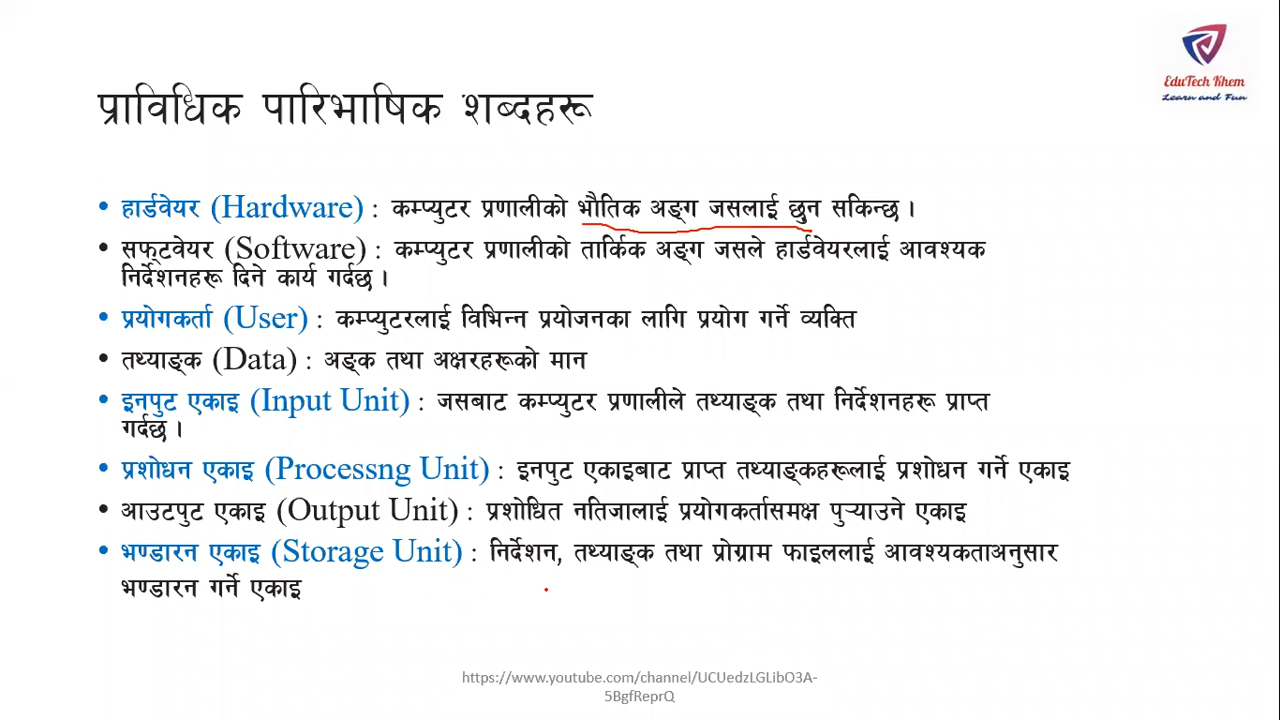 EduTech Khem
Learn and Fun
प्राविधिक पारिभाषिक शब्दहरू
• हार्डवेयर (Hardware) : कम्प्युटर प्रणालीको भौतिक अङ्ग जसलाई छुन सकिन्छ ।
• सफ्टवेयर (Software) : कम्प्युटर प्रणालीको तार्किक अङ्ग जसले हार्डवेयरलाई आवश्यक
निर्देशनहरू दिने कार्य गर्दछ ।
• प्रयोगकर्ता (User) : कम्प्युटरलाई विभिन्न प्रयोजनका लागि प्रयोग गर्ने व्यक्ति
• तथ्याङ्क (Data) : अङ्क तथा अक्षरहरूको मान
• इनपुट एकाइ (Input Unit) : जसबाट कम्प्युटर प्रणालीले तथ्याङ्क तथा निर्देशनहरू प्राप्त
गर्दछ ।
• प्रशोधन एकाइ (Processng Unit) : इनपुट एकाइबाट प्राप्त तथ्याङ्कहरूलाई प्रशोधन गर्ने एकाइ
• आउटपुट एकाइ (Output Unit) : प्रशोधित नतिजालाई प्रयोगकर्तासमक्ष पुऱ्याउने एकाइ
• भण्डारन एकाइ (Storage Unit) : निर्देशन, तथ्याङ्क तथा प्रोग्राम फाइललाई आवश्यकताअनुसार
भण्डारन गर्ने एकाइ
https://www.youtube.com/channel/UCUedzLGLibO3A-
5BgfReprQ